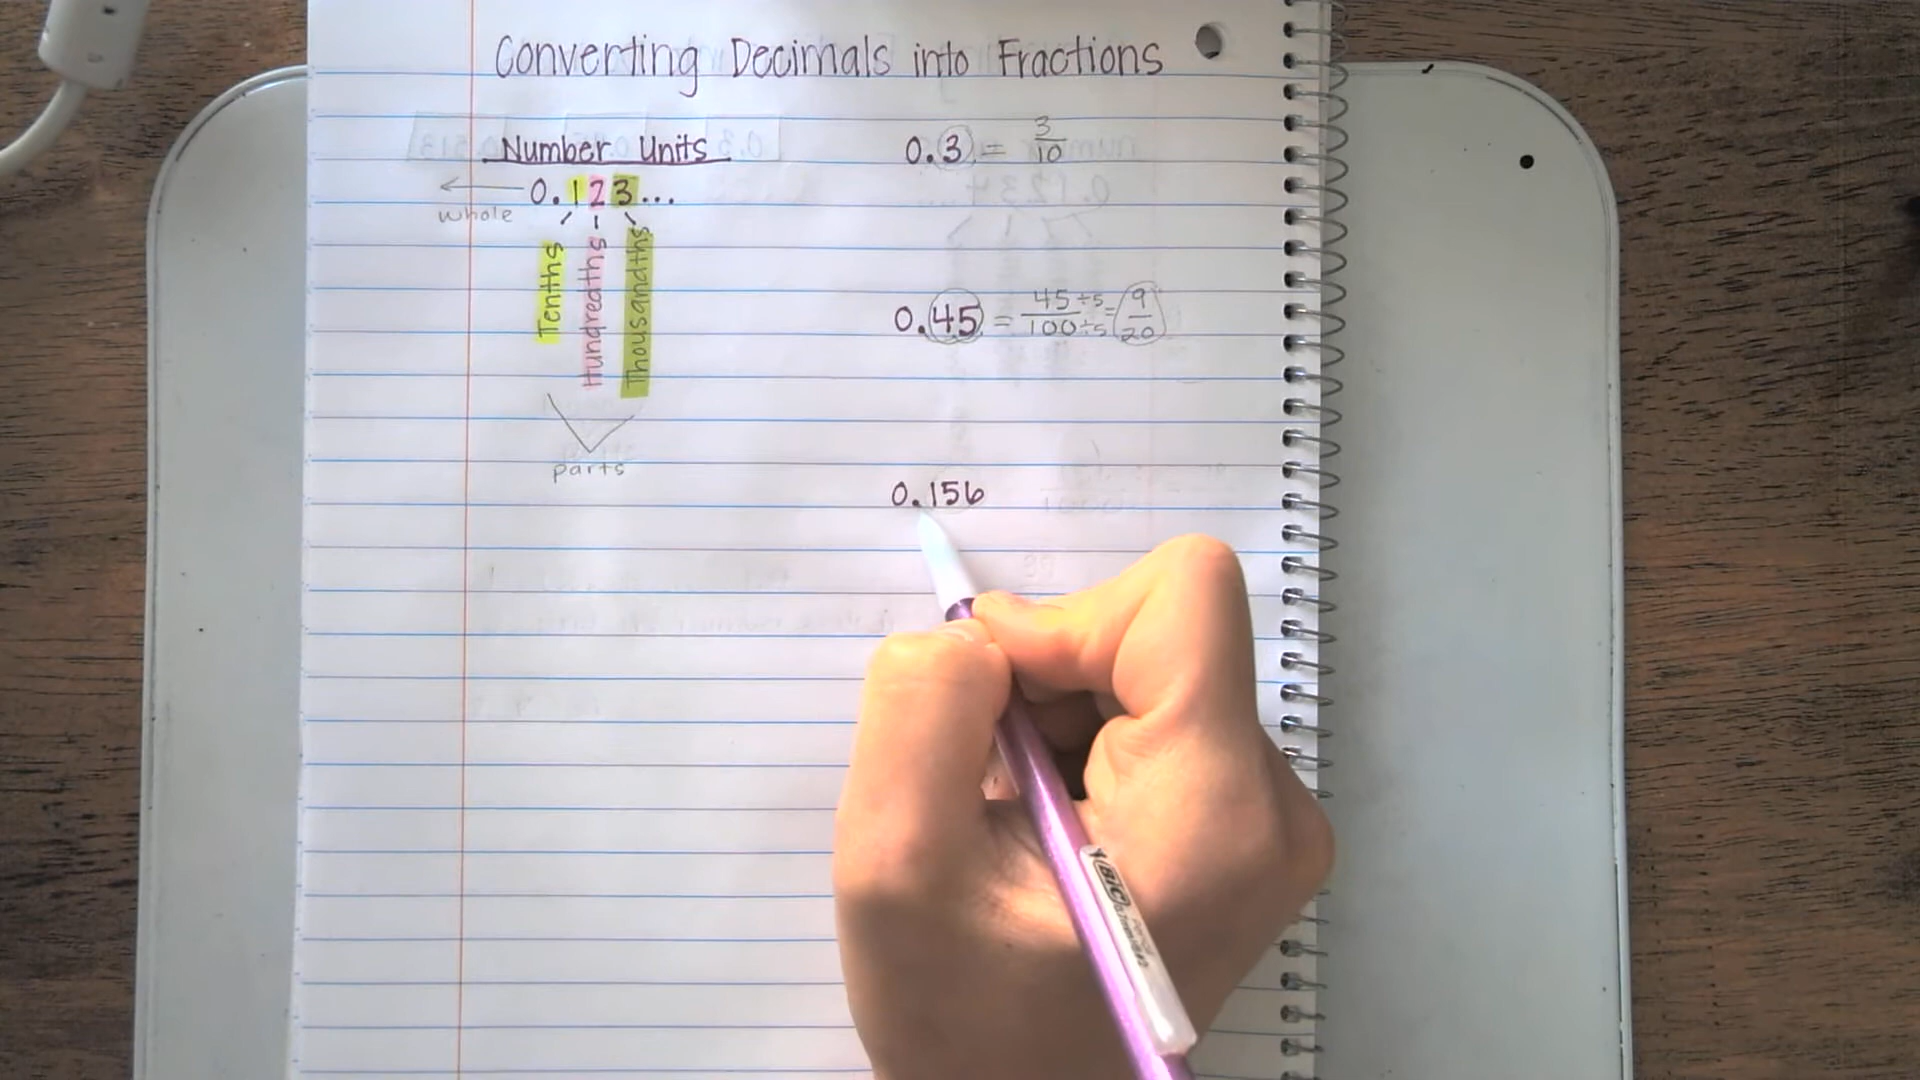 Converting Decimals into Fractions
Number Units
0.123...
whole
Tenths
Hundredths
Thousandths
parts
0.3 = 3/10
0.45 = 45÷5/100÷5 = 9/20
0.156
BIC